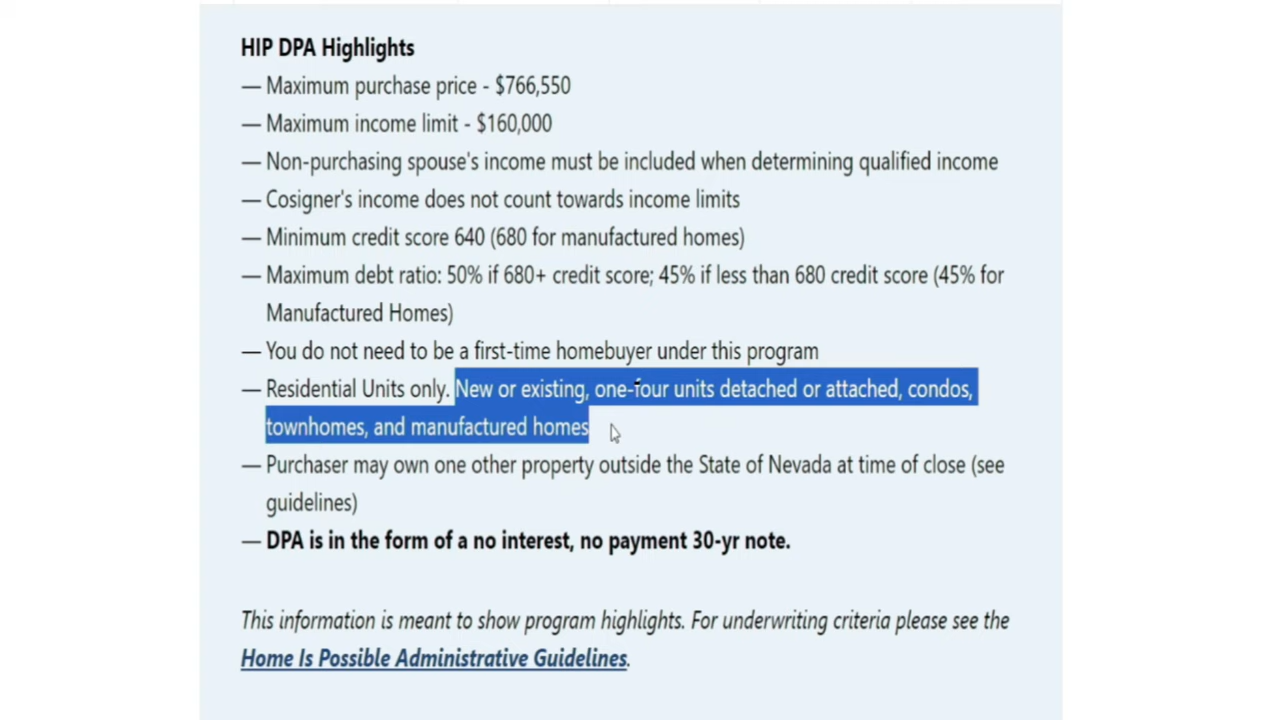 HIP DPA Highlights
— Maximum purchase price - $766,550
— Maximum income limit - $160,000
— Non-purchasing spouse's income must be included when determining qualified income
— Cosigner's income does not count towards income limits
— Minimum credit score 640 (680 for manufactured homes)
— Maximum debt ratio: 50% if 680+ credit score; 45% if less than 680 credit score (45% for
Manufactured Homes)
— You do not need to be a first-time homebuyer under this program
— Residential Units only. New or existing, one-four units detached or attached, condos,
townhomes, and manufactured homes
— Purchaser may own one other property outside the State of Nevada at time of close (see
guidelines)
— DPA is in the form of a no interest, no payment 30-yr note.
This information is meant to show program highlights. For underwriting criteria please see the
Home Is Possible Administrative Guidelines.